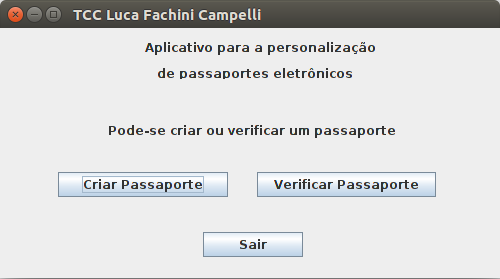 TCC Luca Fachini Campelli
Aplicativo para a personalização
de passaportes eletrônicos
Pode-se criar ou verificar um passaporte
Criar Passaporte
Verificar Passaporte
Sair